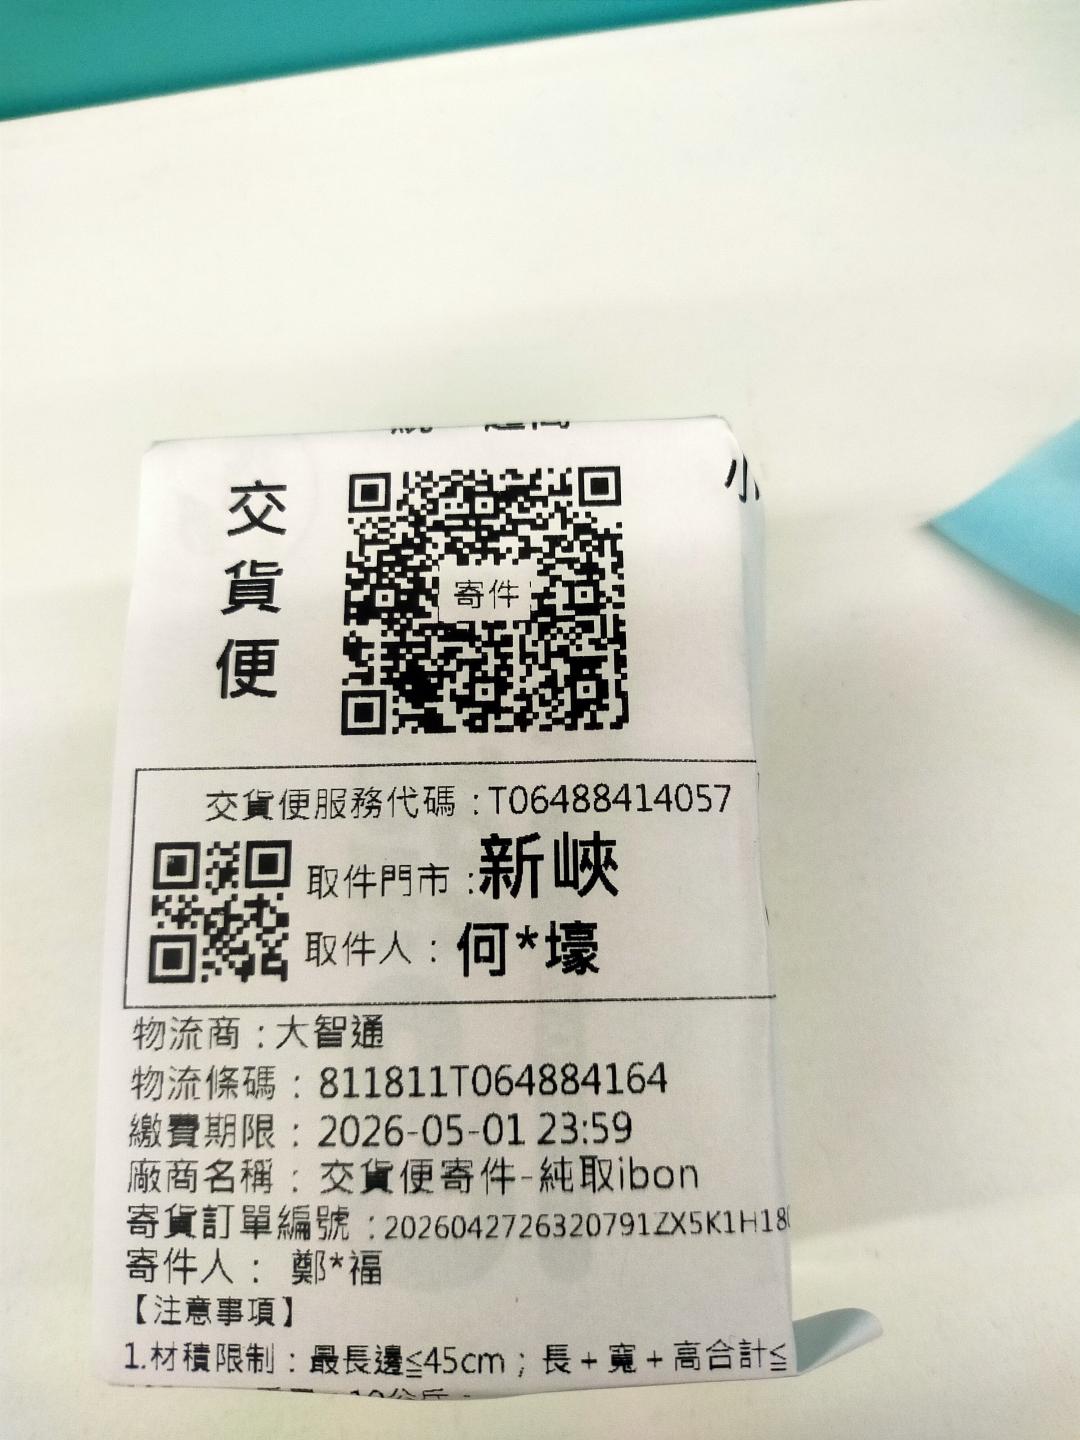 交貨便
寄件
小
交貨便服務代碼：T06488414057
取件門市：新峽
取件人：何*壕
物流商：大智通
物流條碼：811811T064884164
繳費期限：2026-05-01 23:59
廠商名稱：交貨便寄件-純取ibon
寄貨訂單編號：2026042726320791ZX5K1H18
寄件人： 鄭*福
【注意事項】
1.材積限制：最長邊≦45cm；長＋寬＋高合計≦